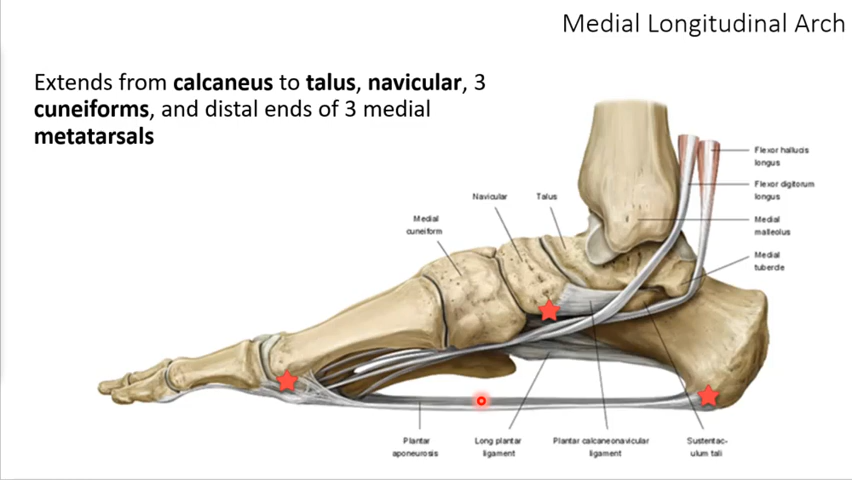 Medial Longitudinal Arch
Extends from calcaneus to talus, navicular, 3
cuneiforms, and distal ends of 3 medial
metatarsals
Flexor hallucis
longus
Flexor digitorum
longus
Navicular
Talus
Medial
cuneiform
Medial
malleolus
Medial
tubercle
Plantar
aponeurosis
Long plantar
ligament
Plantar calcaneonavicular
ligament
Sustentac-
ulum tali